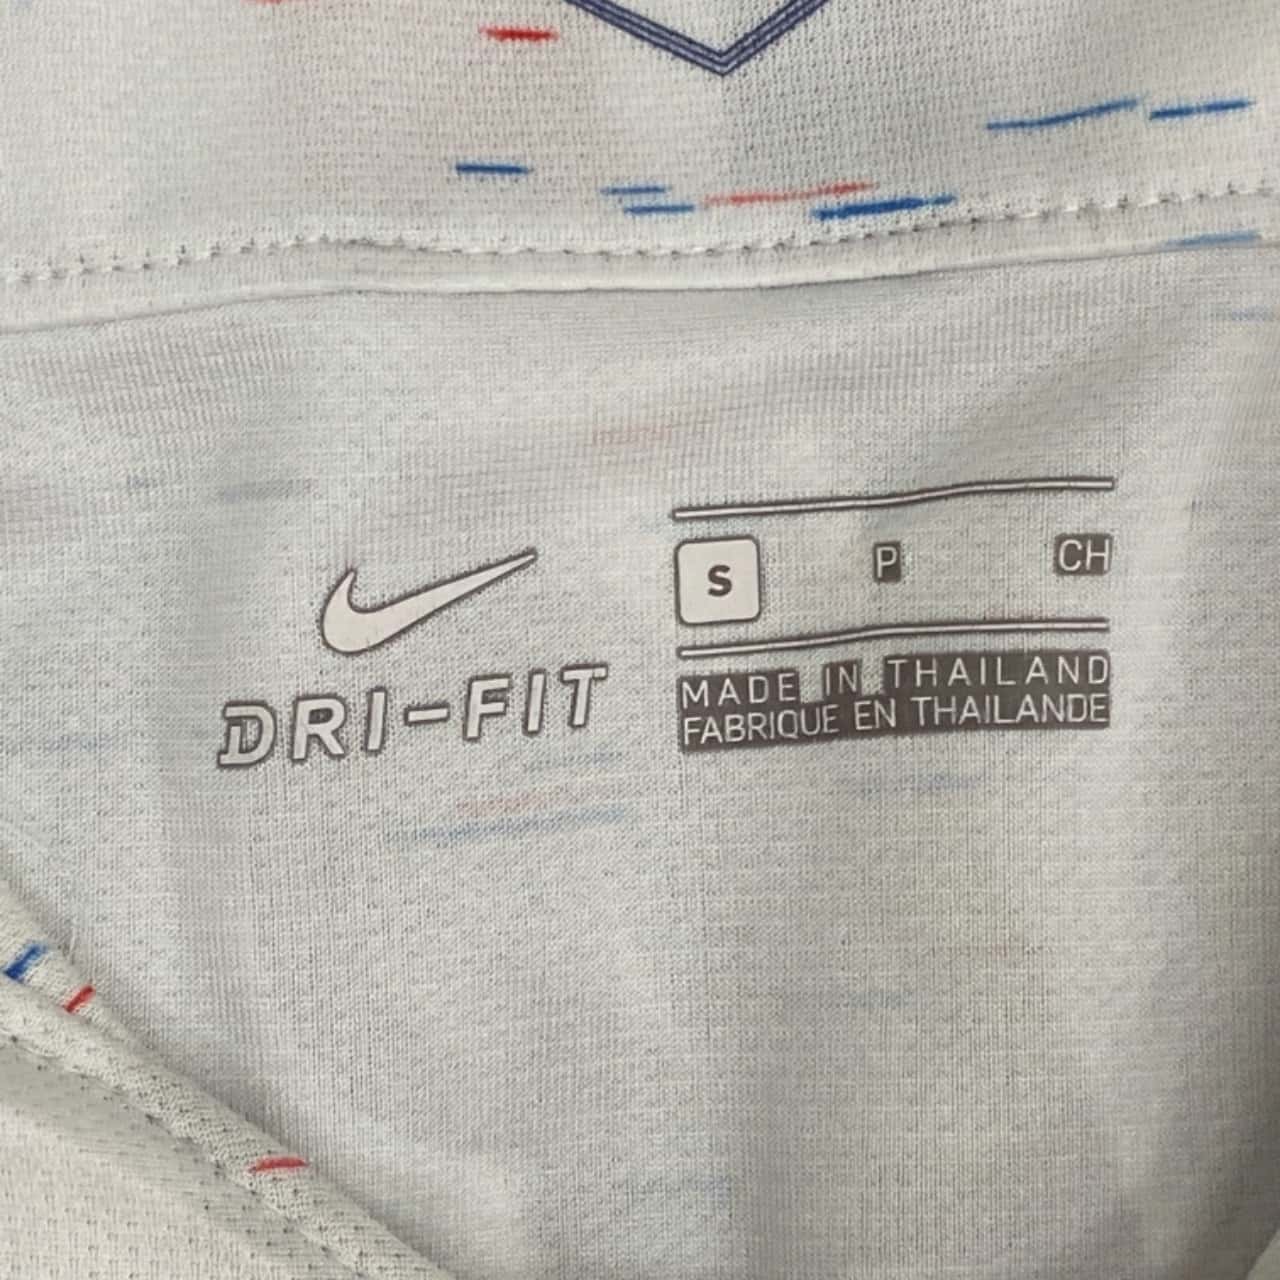 S P CH
DRI-FIT
MADE IN THAILAND
FABRIQUE EN THAILANDE